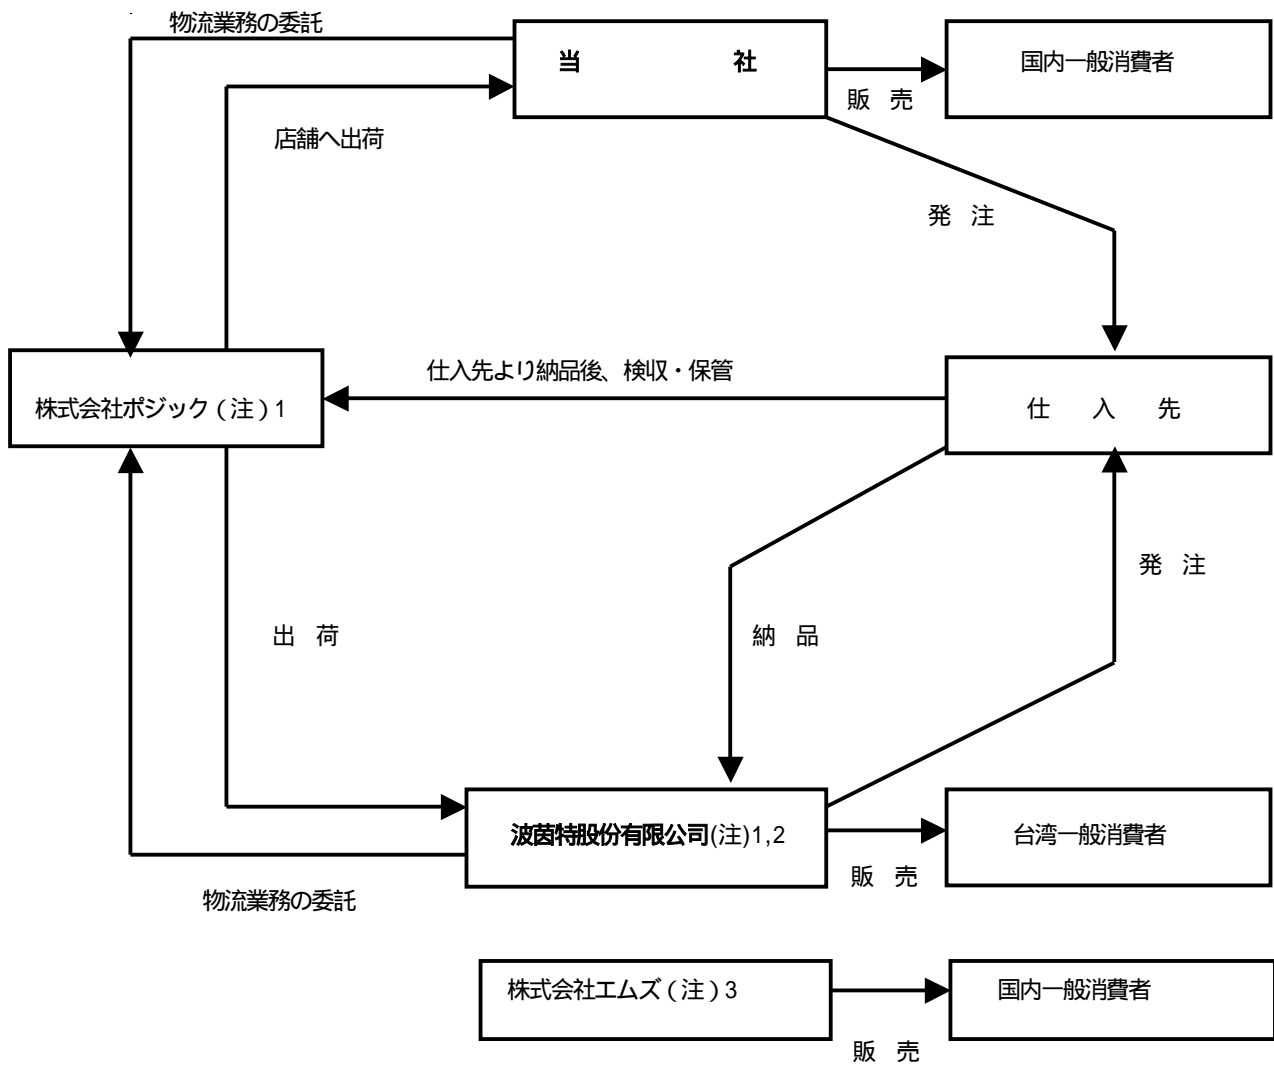 物流業務の委託
当 社
国内一般消費者
販 売
店舗へ出荷
発 注
仕入先より納品後、検収・保管
株式会社ポジック（注）1
仕 入 先
発 注
出 荷
納 品
波茵特股份有限公司(注)1,2
台湾一般消費者
販 売
物流業務の委託
株式会社エムズ（注）3
国内一般消費者
販 売